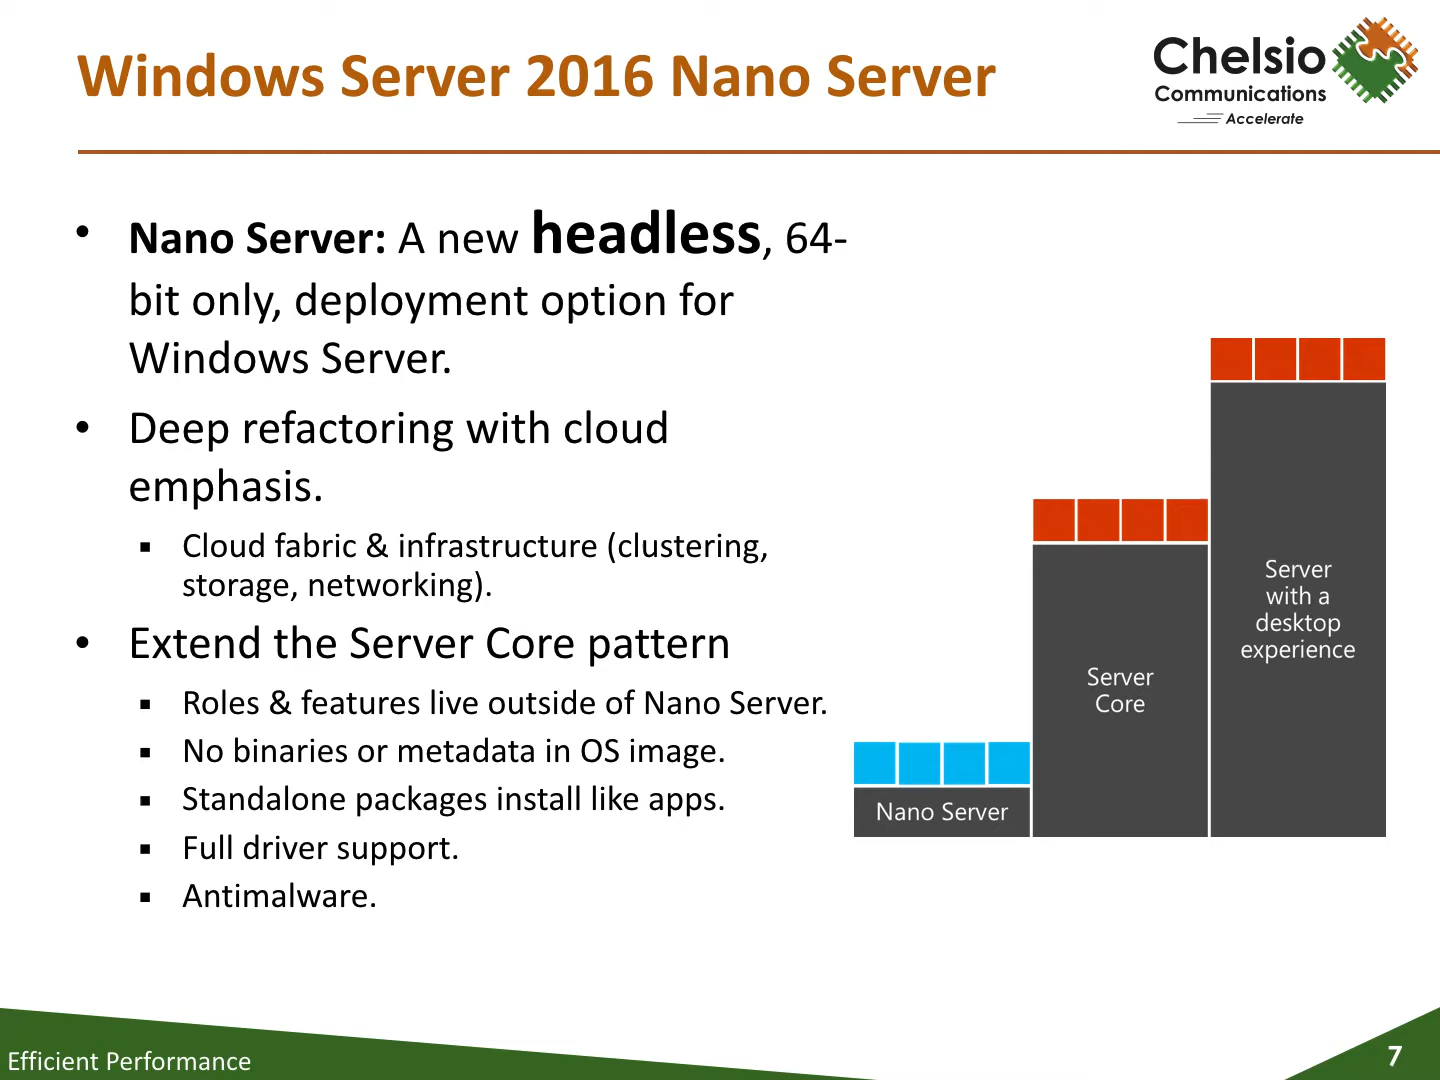 Windows Server 2016 Nano Server
Chelsio
Communications
Accelerate
• Nano Server: A new headless, 64-
bit only, deployment option for
Windows Server.
• Deep refactoring with cloud
emphasis.
▪ Cloud fabric & infrastructure (clustering,
storage, networking).
• Extend the Server Core pattern
▪ Roles & features live outside of Nano Server.
▪ No binaries or metadata in OS image.
▪ Standalone packages install like apps.
▪ Full driver support.
▪ Antimalware.
Nano Server
Server
Core
Server
with a
desktop
experience
Efficient Performance
7